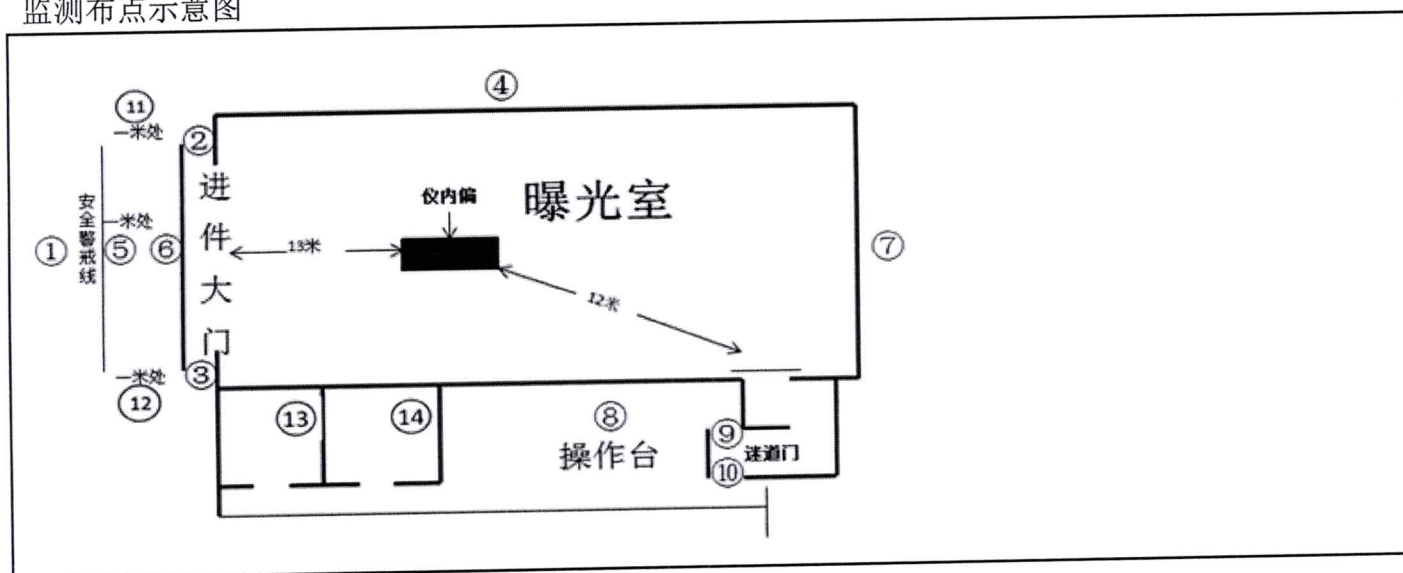 监测布点示意图
④
⑪
一米处
②
安全警戒线
进件大门
仪内偏
曝光室
一米处
①
⑤
⑥
13米
⑦
12米
一米处
③
⑫
⑬
⑭
⑧
操作台
⑨
迷道门
⑩